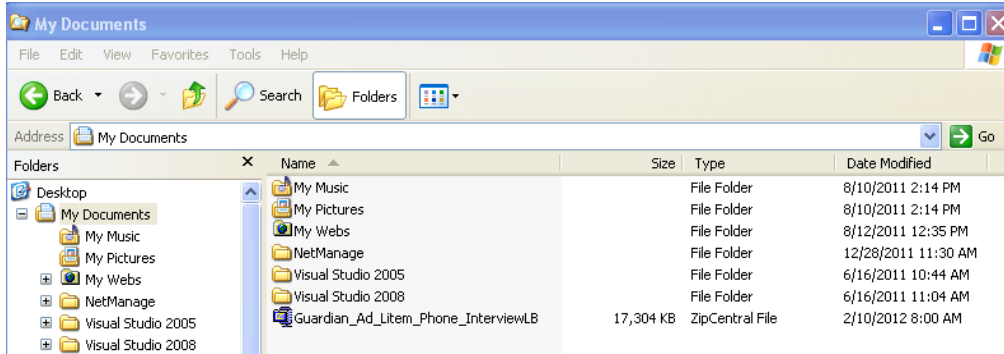 My Documents
File Edit View Favorites Tools Help
Back Search Folders
Address My Documents Go
Folders x Name Size Type Date Modified
Desktop My Music File Folder 8/10/2011 2:14 PM
My Documents My Pictures File Folder 8/10/2011 2:14 PM
My Music My Webs File Folder 8/12/2011 12:35 PM
My Pictures NetManage File Folder 12/28/2011 11:30 AM
My Webs Visual Studio 2005 File Folder 6/16/2011 10:44 AM
NetManage Visual Studio 2008 File Folder 6/16/2011 11:04 AM
Visual Studio 2005 Guardian_Ad_Litem_Phone_InterviewLB 17,304 KB ZipCentral File 2/10/2012 8:00 AM
Visual Studio 2008